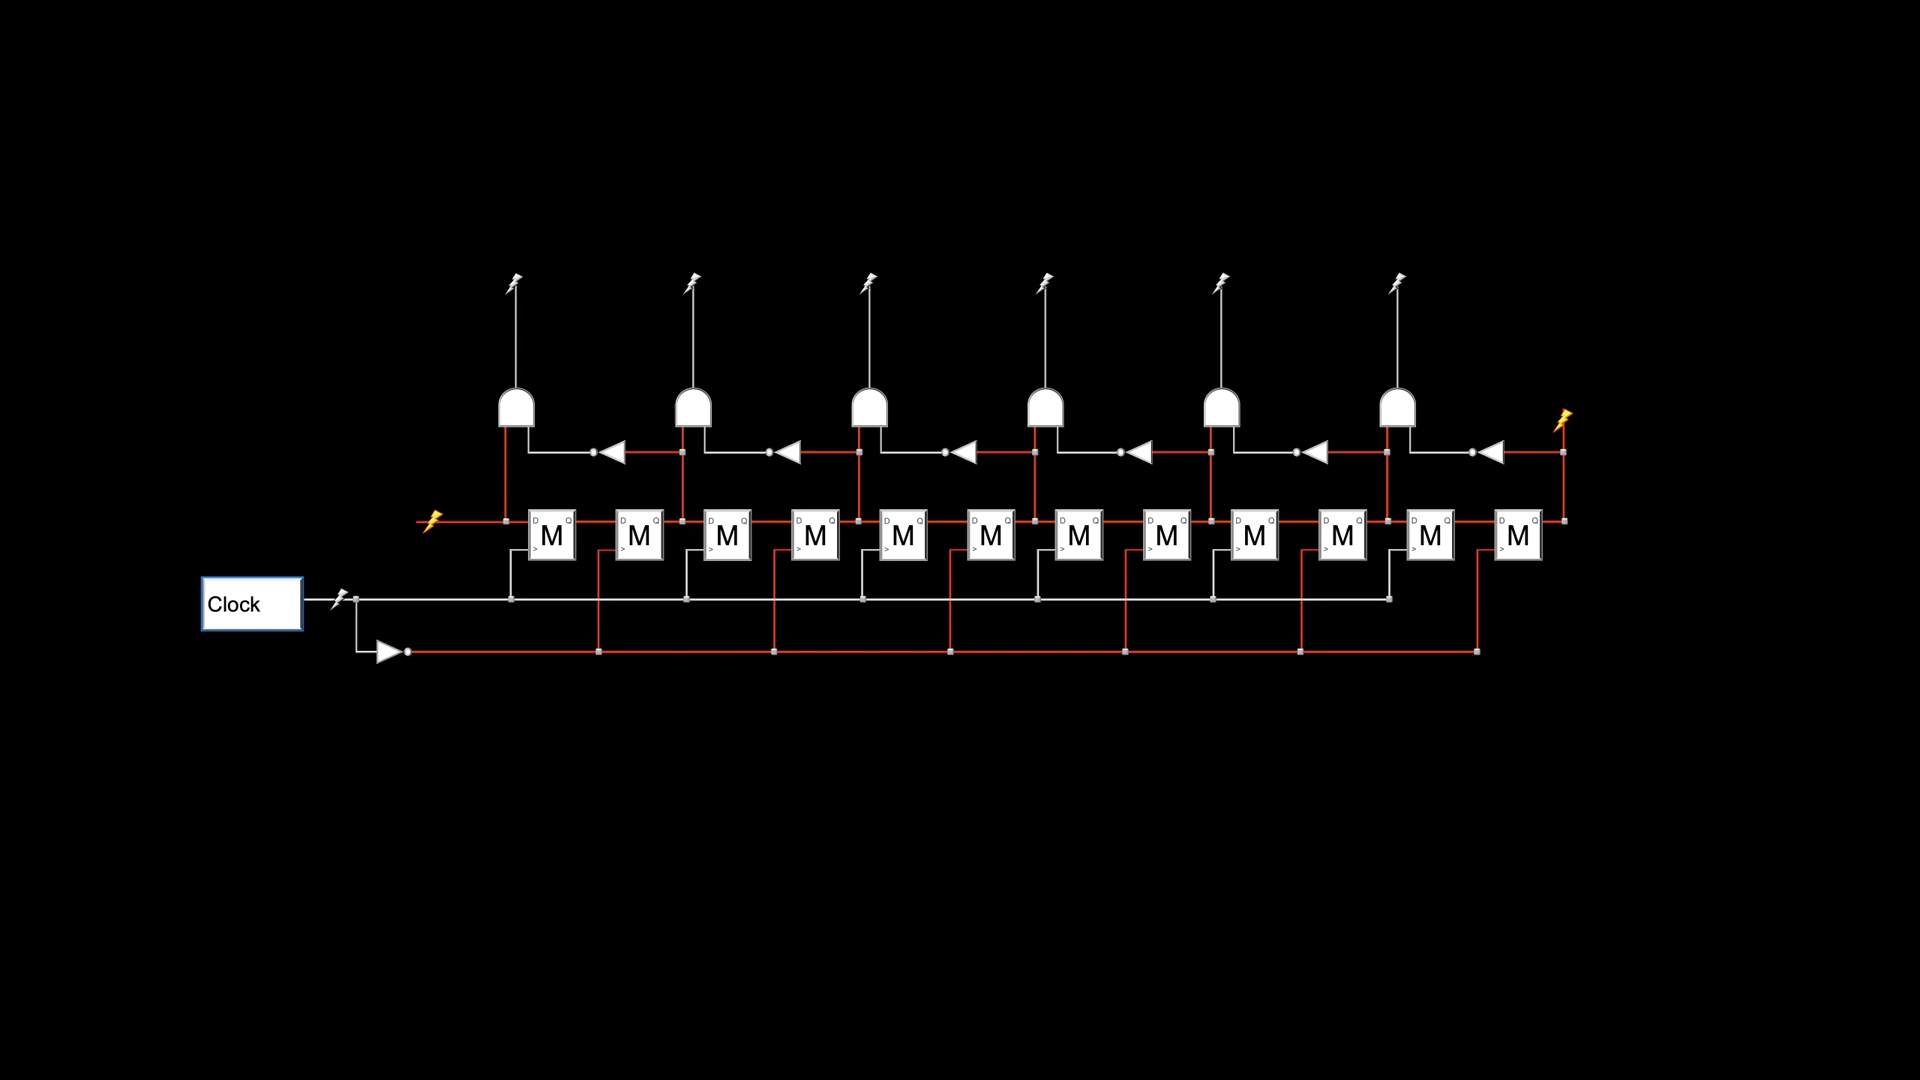 D Q D Q D Q D Q D Q D Q D Q D Q D Q D Q D Q D Q
M M M M M M M M M M M M
> > > > > > > > > > > >
Clock